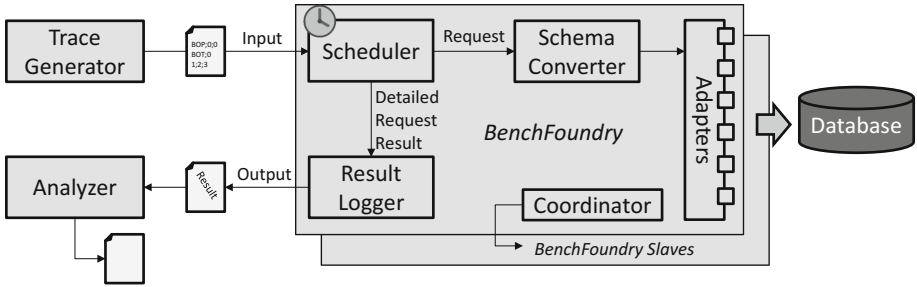 Trace
Generator
BOP;0;0
BOT;0
1;2;3
Input
Scheduler
Request
Schema
Converter
Adapters
Database
Detailed
Request
Result
BenchFoundry
Analyzer
Result
Output
Result
Logger
Coordinator
BenchFoundry Slaves